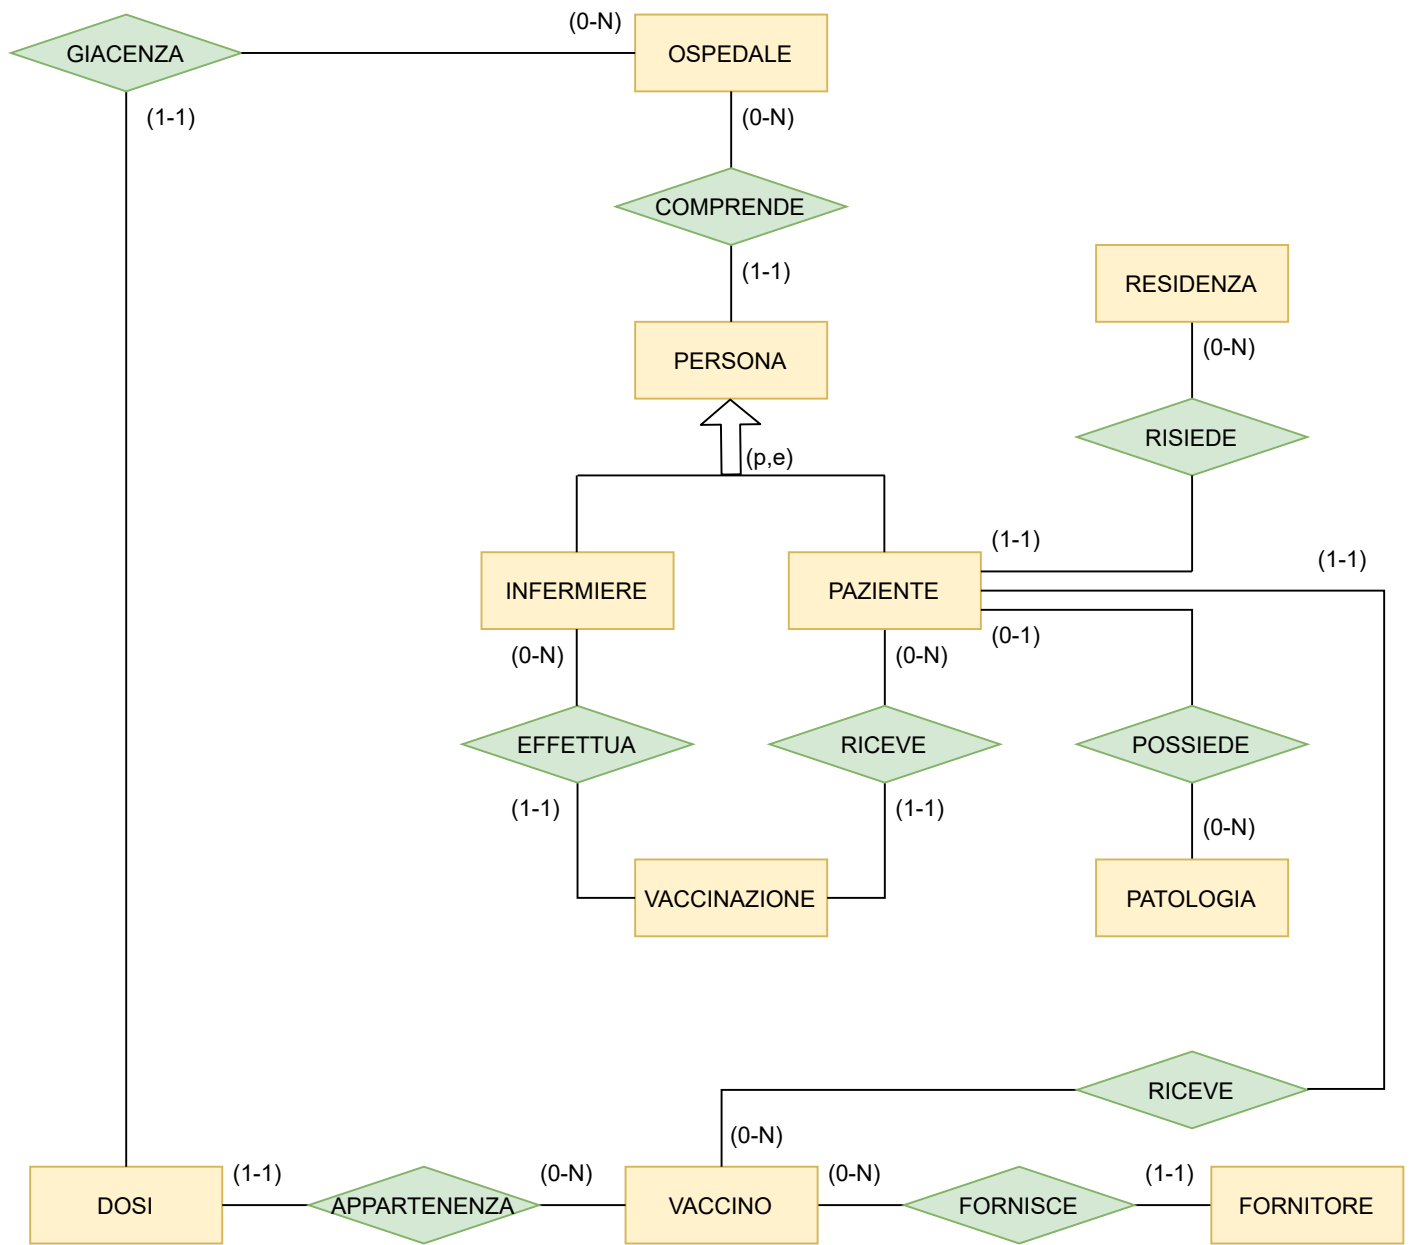 (0-N)
GIACENZA
OSPEDALE
(1-1)
(0-N)
COMPRENDE
(1-1)
RESIDENZA
PERSONA
(0-N)
RISIEDE
(p,e)
(1-1)
(1-1)
INFERMIERE
PAZIENTE
(0-N)
(0-N)
(0-1)
EFFETTUA
RICEVE
POSSIEDE
(1-1)
(1-1)
(0-N)
VACCINAZIONE
PATOLOGIA
RICEVE
(0-N)
(1-1)
(0-N)
(0-N)
(1-1)
DOSI
APPARTENENZA
VACCINO
FORNISCE
FORNITORE